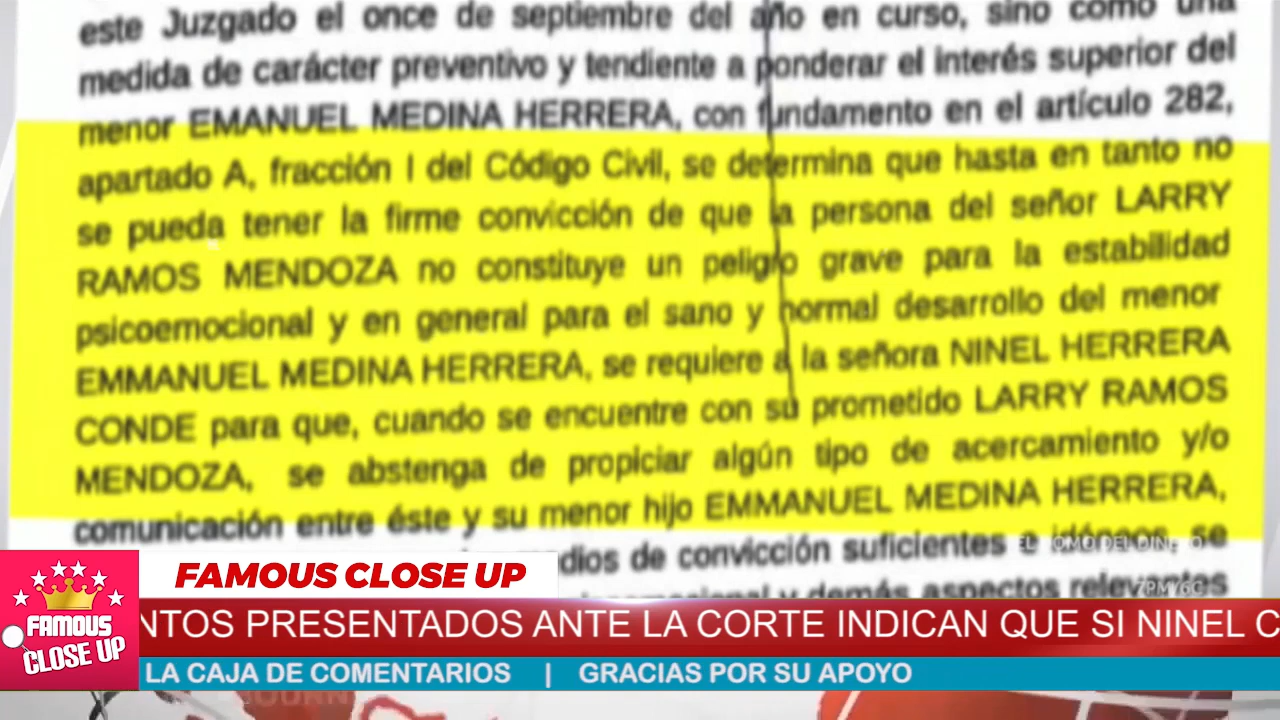 este Juzgado el once de septiembre del año en curso, sino como una
medida de carácter preventivo y tendiente a ponderar el interés superior del
menor EMANUEL MEDINA HERRERA, con fundamento en el artículo 282,
apartado A, fracción I del Código Civil, se determina que hasta en tanto no
se pueda tener la firme convicción de que la persona del señor LARRY
RAMOS MENDOZA no constituye un peligro grave para la estabilidad
psicoemocional y en general para el sano y normal desarrollo del menor
EMMANUEL MEDINA HERRERA, se requiere a la señora NINEL HERRERA
CONDE para que, cuando se encuentre con su prometido LARRY RAMOS
MENDOZA, se abstenga de propiciar algún tipo de acercamiento y/o
comunicación entre éste y su menor hijo EMMANUEL MEDINA HERRERA,
de convicción suficientes e idóneos, se
y demás aspectos relevantes
7PM/6C
FAMOUS CLOSE UP
FAMOUS
CLOSE UP
NTOS PRESENTADOS ANTE LA CORTE INDICAN QUE SI NINEL C
LA CAJA DE COMENTARIOS | GRACIAS POR SU APOYO